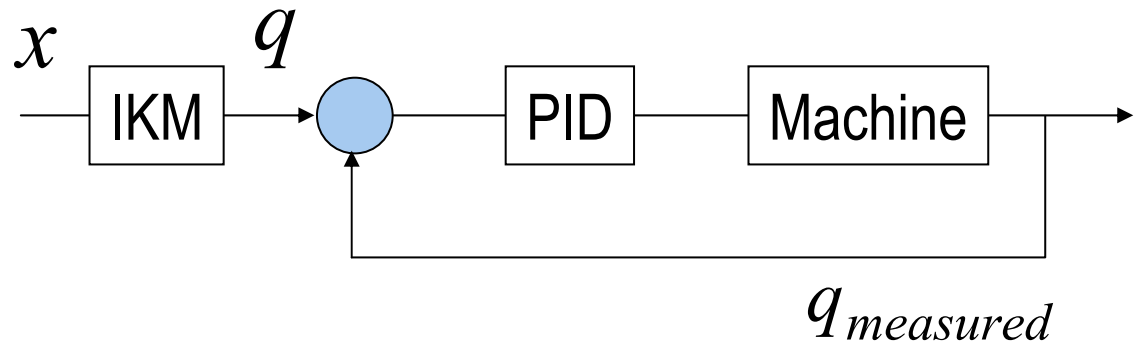 x
q
IKM
PID
Machine
q_measured